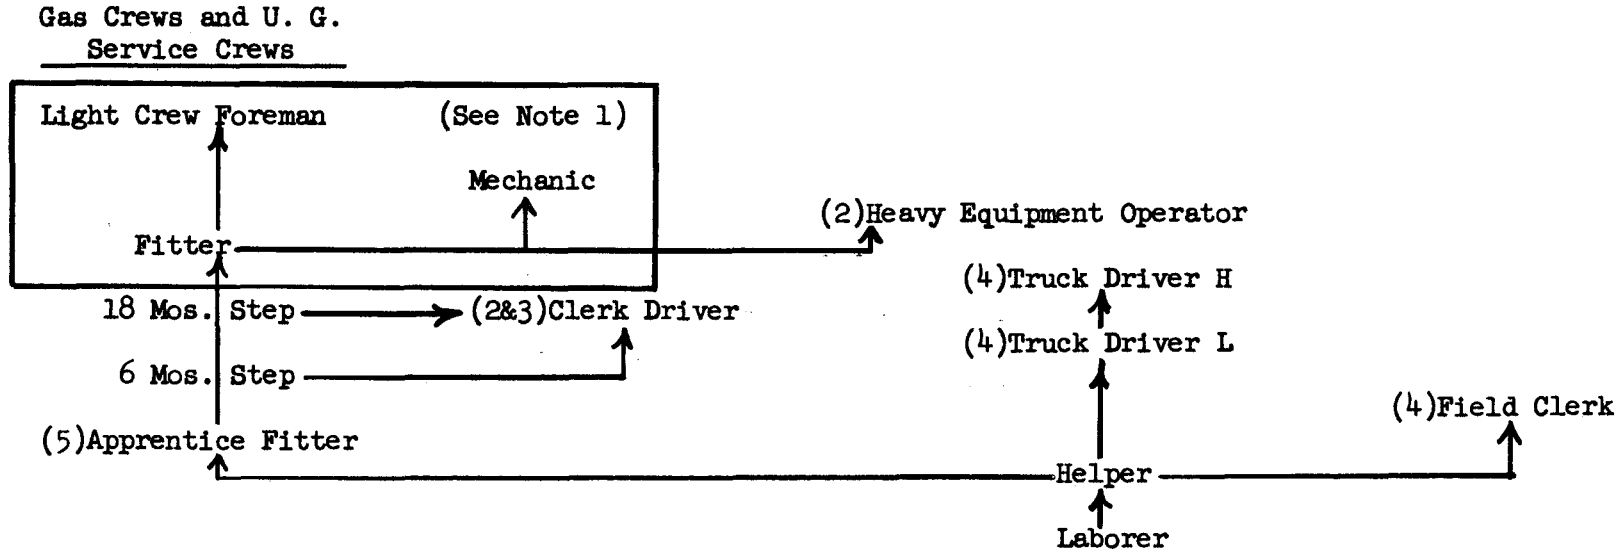 Gas Crews and U. G.
Service Crews
Light Crew Foreman (See Note 1)
Mechanic
(2)Heavy Equipment Operator
Fitter
(4)Truck Driver H
18 Mos. Step (2&3)Clerk Driver
(4)Truck Driver L
6 Mos. Step
(4)Field Clerk
(5)Apprentice Fitter
Helper
Laborer